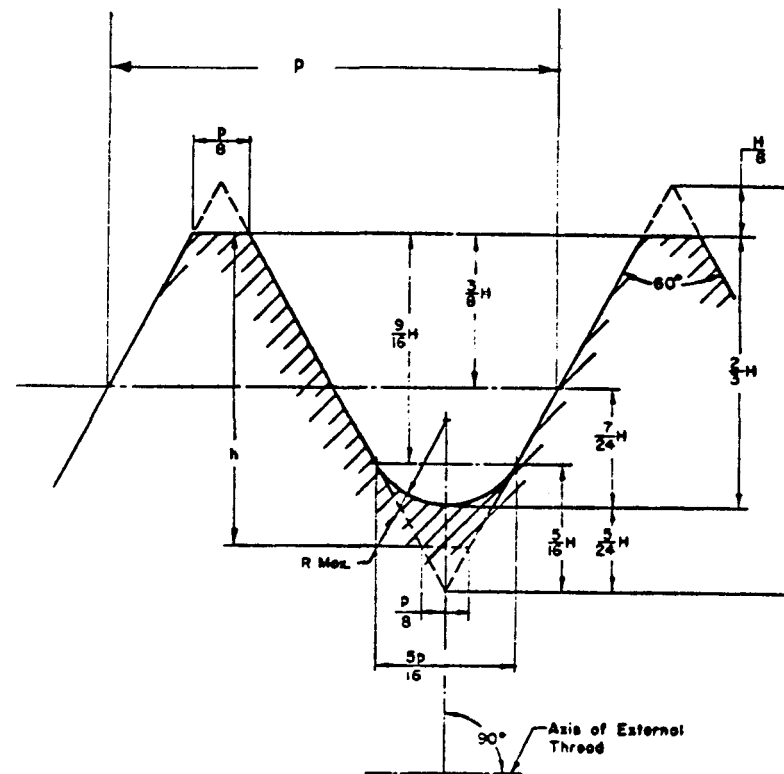 p
p
8
H
8
60°
3
8 H
9
16 H
2
3 H
7
24 H
h
5
16 H
5
24 H
R Max.
p
8
5p
16
90°
Axis of External
Thread